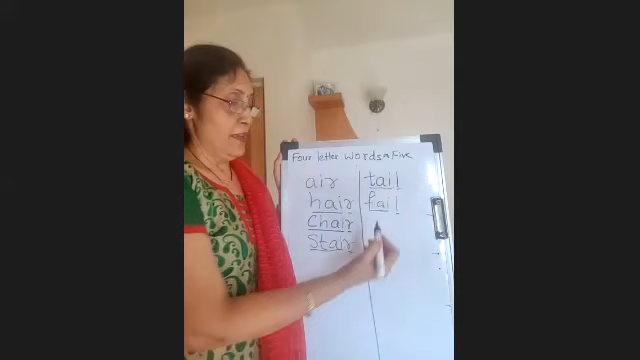 Four letter words & Five
air
hair
Chair
Stair
tail
fail